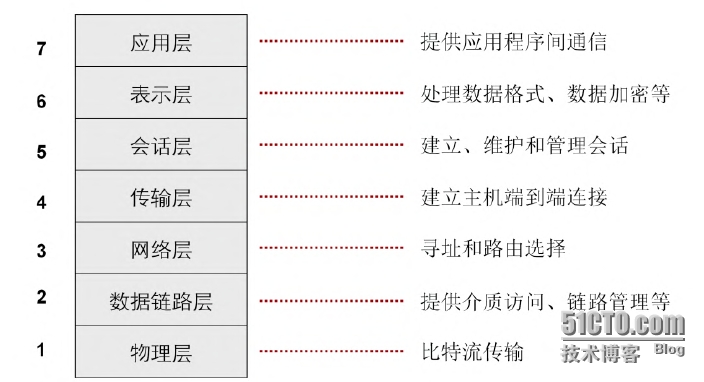 7 应用层 提供应用程序间通信
6 表示层 处理数据格式、数据加密等
5 会话层 建立、维护和管理会话
4 传输层 建立主机端到端连接
3 网络层 寻址和路由选择
2 数据链路层 提供介质访问、链路管理等
1 物理层 比特流传输
51CTO.com
技术博客 Blog